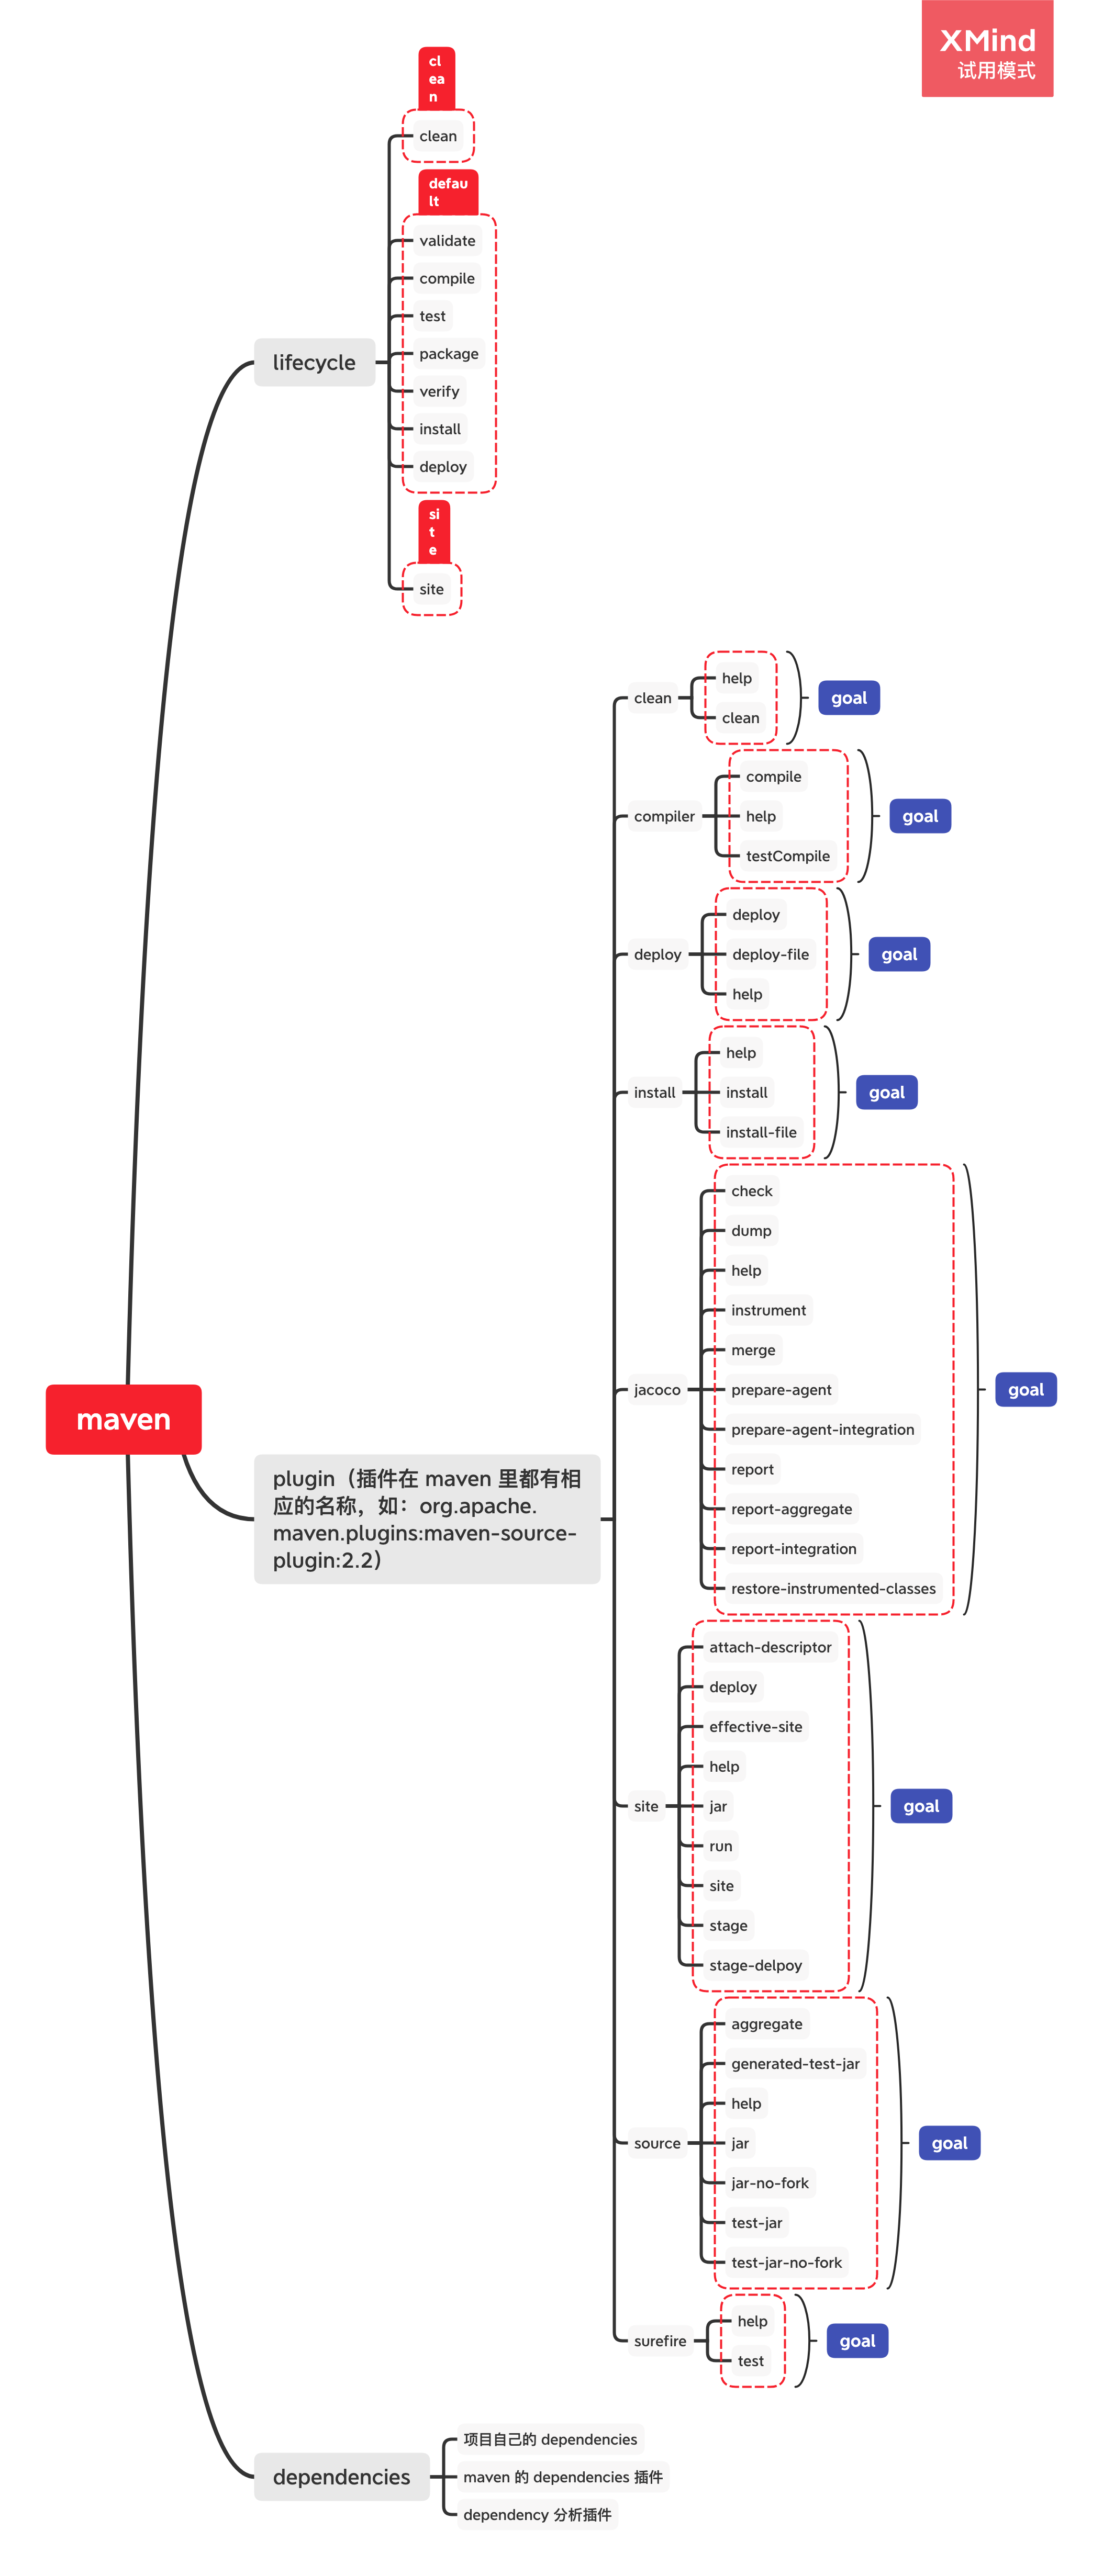 XMind
试用模式
cl
ea
n
clean
defau
lt
validate
compile
test
package
verify
install
deploy
lifecycle
si
t
e
site
maven
plugin（插件在 maven 里都有相
应的名称，如：org.apache.
maven.plugins:maven-source-
plugin:2.2）
clean
help
clean
goal
compiler
compile
help
testCompile
goal
deploy
deploy
deploy-file
help
goal
install
help
install
install-file
goal
jacoco
check
dump
help
instrument
merge
prepare-agent
prepare-agent-integration
report
report-aggregate
report-integration
restore-instrumented-classes
goal
site
attach-descriptor
deploy
effective-site
help
jar
run
site
stage
stage-delpoy
goal
source
aggregate
generated-test-jar
help
jar
jar-no-fork
test-jar
test-jar-no-fork
goal
surefire
help
test
goal
dependencies
项目自己的 dependencies
maven 的 dependencies 插件
dependency 分析插件